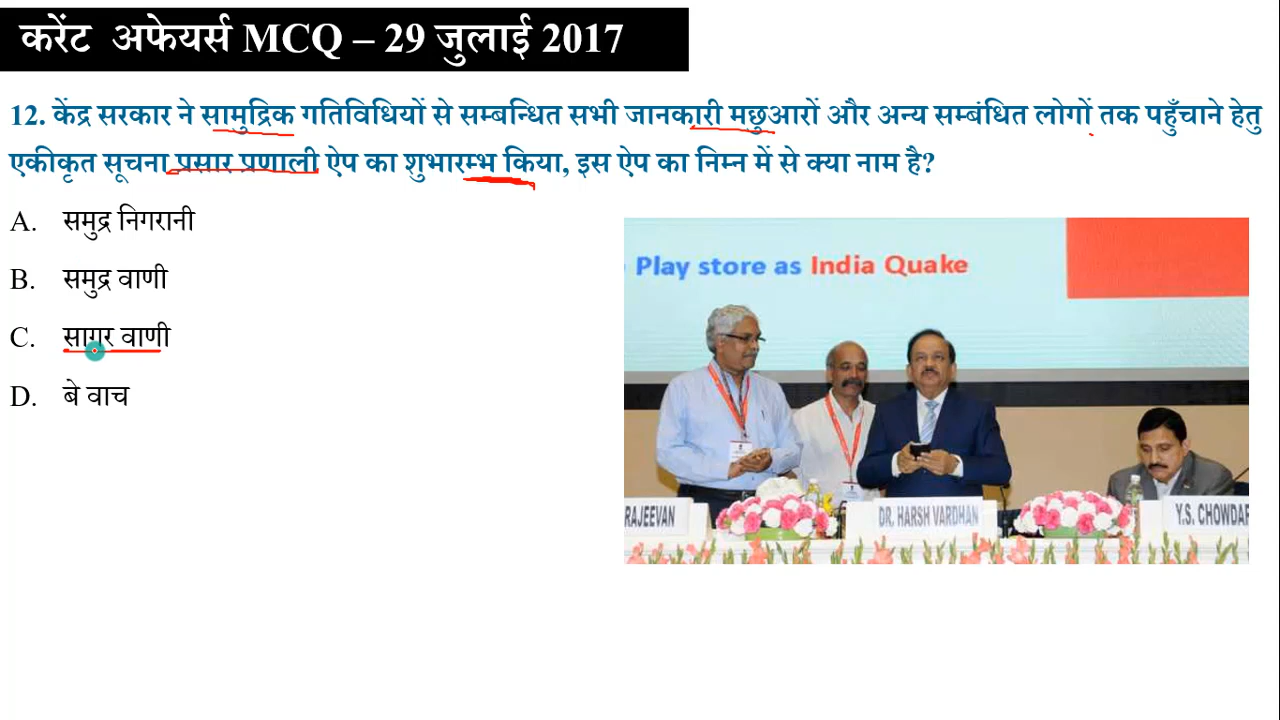 करेंट अफेयर्स MCQ – 29 जुलाई 2017
12. केंद्र सरकार ने सामुद्रिक गतिविधियों से सम्बन्धित सभी जानकारी मछुआरों और अन्य सम्बंधित लोगों तक पहुँचाने हेतु
एकीकृत सूचना प्रसार प्रणाली ऐप का शुभारम्भ किया, इस ऐप का निम्न में से क्या नाम है?
A. समुद्र निगरानी
B. समुद्र वाणी
C. सागर वाणी
D. बे वाच
Play store as India Quake
RAJEEVAN
DR. HARSH VARDHAN
Y.S. CHOWDAR